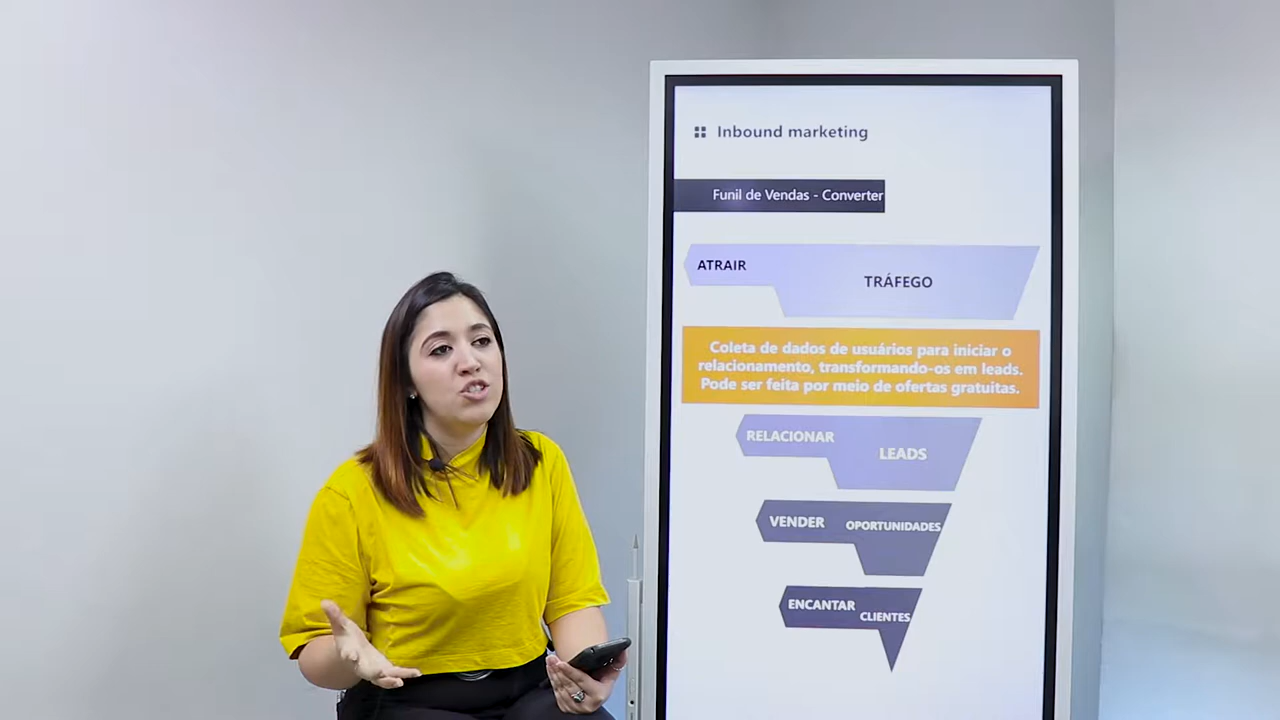 Inbound marketing
Funil de Vendas - Converter
ATRAIR
TRÁFEGO
Coleta de dados de usuários para iniciar o
relacionamento, transformando-os em leads.
Pode ser feita por meio de ofertas gratuitas.
RELACIONAR
LEADS
VENDER
OPORTUNIDADES
ENCANTAR
CLIENTES